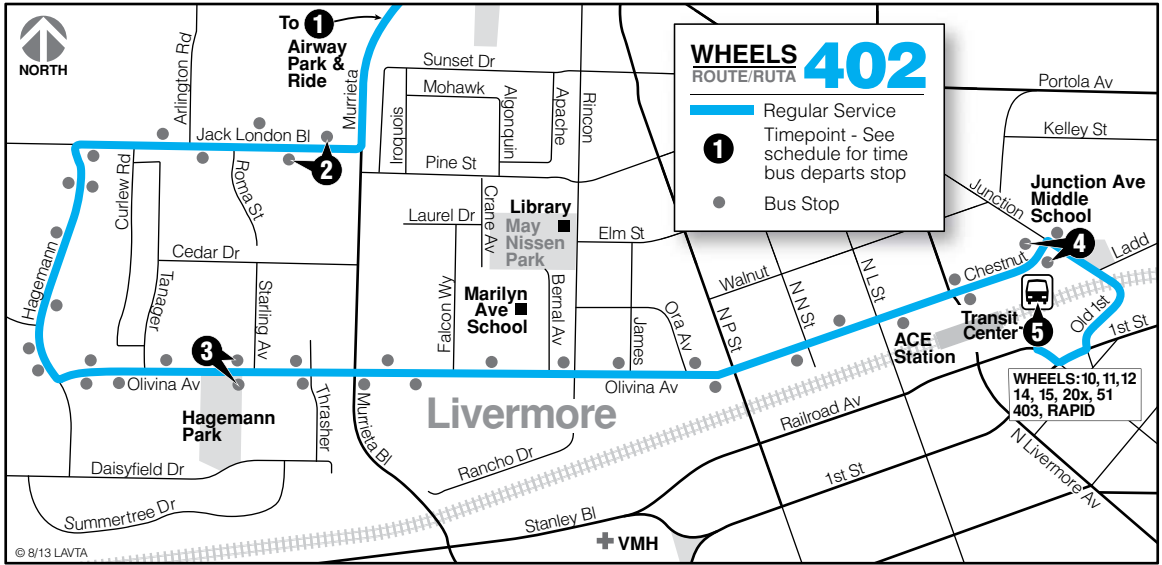 To 1
Airway
Park &
Ride
NORTH
WHEELS
ROUTE/RUTA
402
Regular Service
1
Timepoint - See
schedule for time
bus departs stop
Bus Stop
Arlington Rd
Murrieta
Sunset Dr
Mohawk
Iroquois
Algonquin
Apache
Rincon
Portola Av
Kelley St
Jack London Bl
2
Pine St
Junction
Junction Ave
Middle
School
Curlew Rd
Roma St
Crane Av
Laurel Dr
Library
May
Nissen
Park
Elm St
4
Ladd
Hagemann
Cedar Dr
Walnut
Chestnut
Tanager
Starling Av
Falcon Wy
Marilyn
Ave
School
Bernal Av
James
Ora Av
N P St
N N St
N L St
ACE
Station
Transit
Center
5
Old 1st
1st St
3
Olivina Av
Olivina Av
WHEELS:10, 11, 12
14, 15, 20x, 51
403, RAPID
Hagemann
Park
Thrasher
Murrieta Bl
Livermore
Railroad Av
N Livermore Av
Daisyfield Dr
Rancho Dr
1st St
Summertree Dr
Stanley Bl
VMH
© 8/13 LAVTA